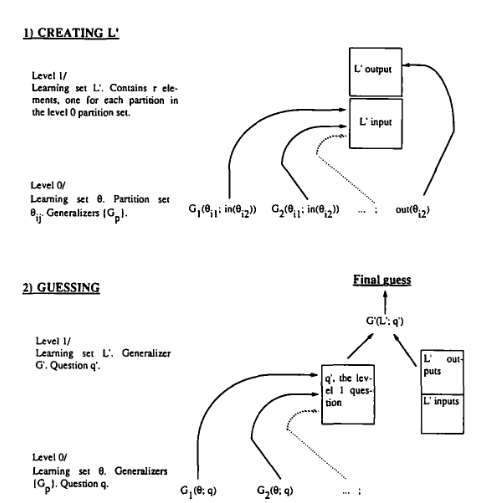 1) CREATING L'
L' output
Level 1/
Learning set L'. Contains r ele-
ments, one for each partition in
the level 0 partition set.
L' input
Level 0/
Learning set θ. Partition set
θij. Generalizers {Gp}.
G1(θi1; in(θi2)) G2(θi1; in(θi2)) ... ; out(θi2)
2) GUESSING
Final guess
G'(L'; q')
Level 1/
Learning set L'. Generalizer
G'. Question q'.
q', the lev-
el 1 ques-
tion
L' out-
puts
L' inputs
Level 0/
Learning set θ. Generalizers
{Gp}. Question q.
G1(θ; q) G2(θ; q) ... ;